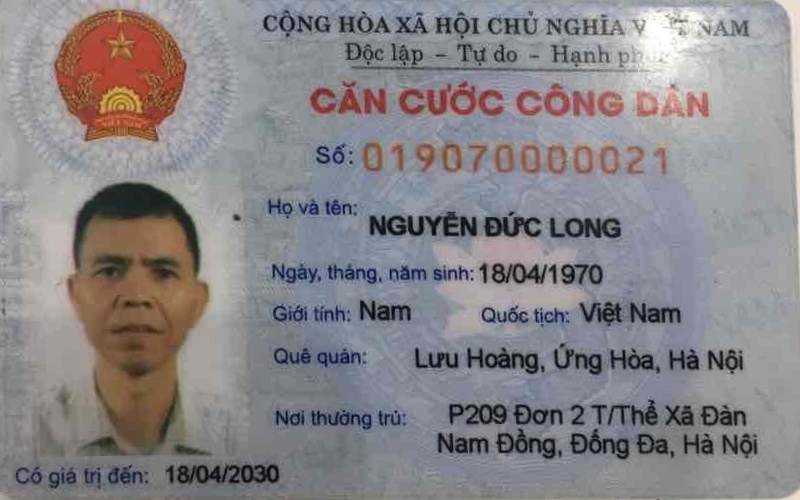 CỘNG HÒA XÃ HỘI CHỦ NGHĨA VIỆT NAM
Độc lập – Tự do – Hạnh phúc
CĂN CƯỚC CÔNG DÂN
Số: 019070000021
Họ và tên: NGUYỄN ĐỨC LONG
Ngày, tháng, năm sinh: 18/04/1970
Giới tính: Nam Quốc tịch: Việt Nam
Quê quán: Lưu Hoàng, Ứng Hòa, Hà Nội
Nơi thường trú: P209 Đơn 2 T/Thể Xã Đàn
Nam Đồng, Đống Đa, Hà Nội
Có giá trị đến: 18/04/2030